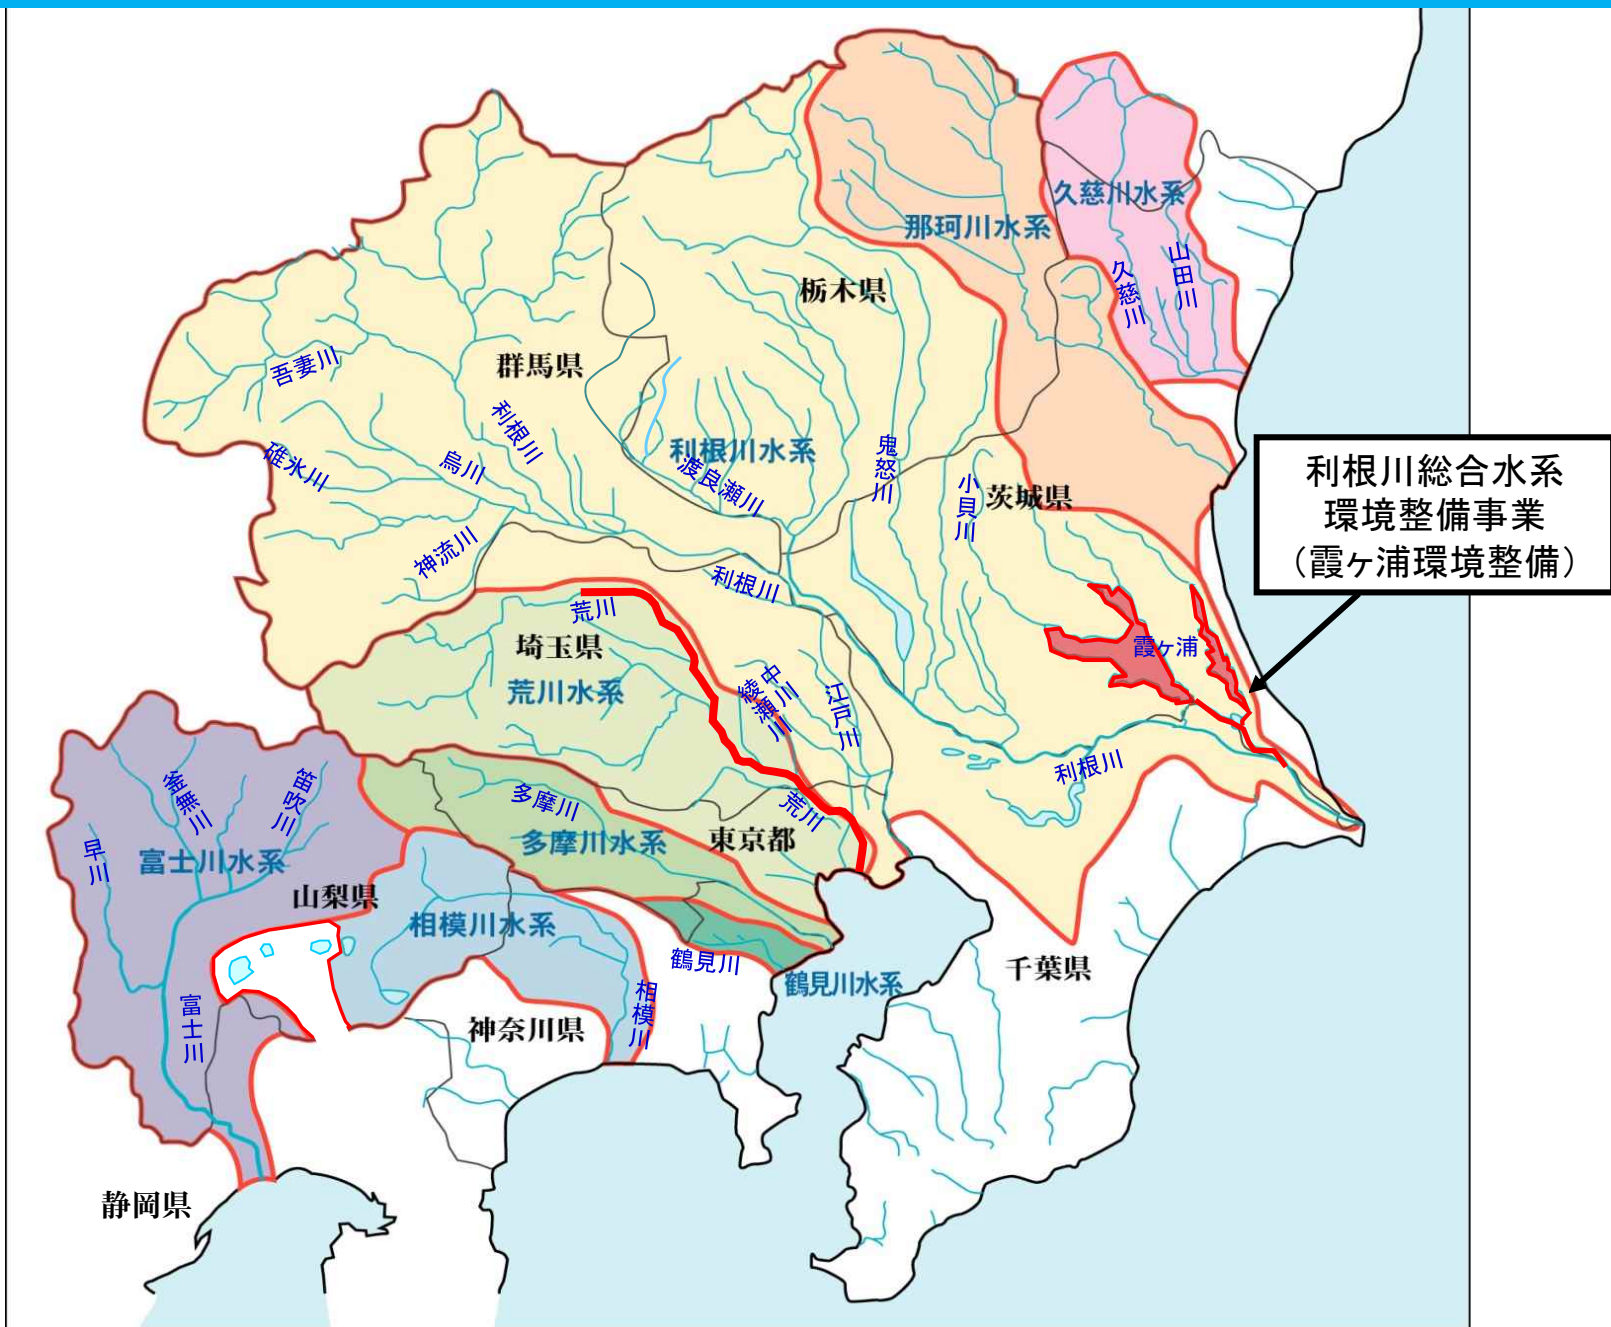 久慈川水系
那珂川水系
久慈川
山田川
栃木県
吾妻川
群馬県
利根川
利根川水系
碓氷川
烏川
渡良瀬川
鬼怒川
小貝川
茨城県
利根川総合水系
環境整備事業
（霞ヶ浦環境整備）
神流川
利根川
荒川
埼玉県
霞ヶ浦
荒川水系
綾瀬川
中川
江戸川
利根川
釜無川
笛吹川
多摩川
荒川
多摩川水系
東京都
早川
富士川水系
山梨県
相模川水系
鶴見川
鶴見川水系
千葉県
富士川
相模川
神奈川県
静岡県